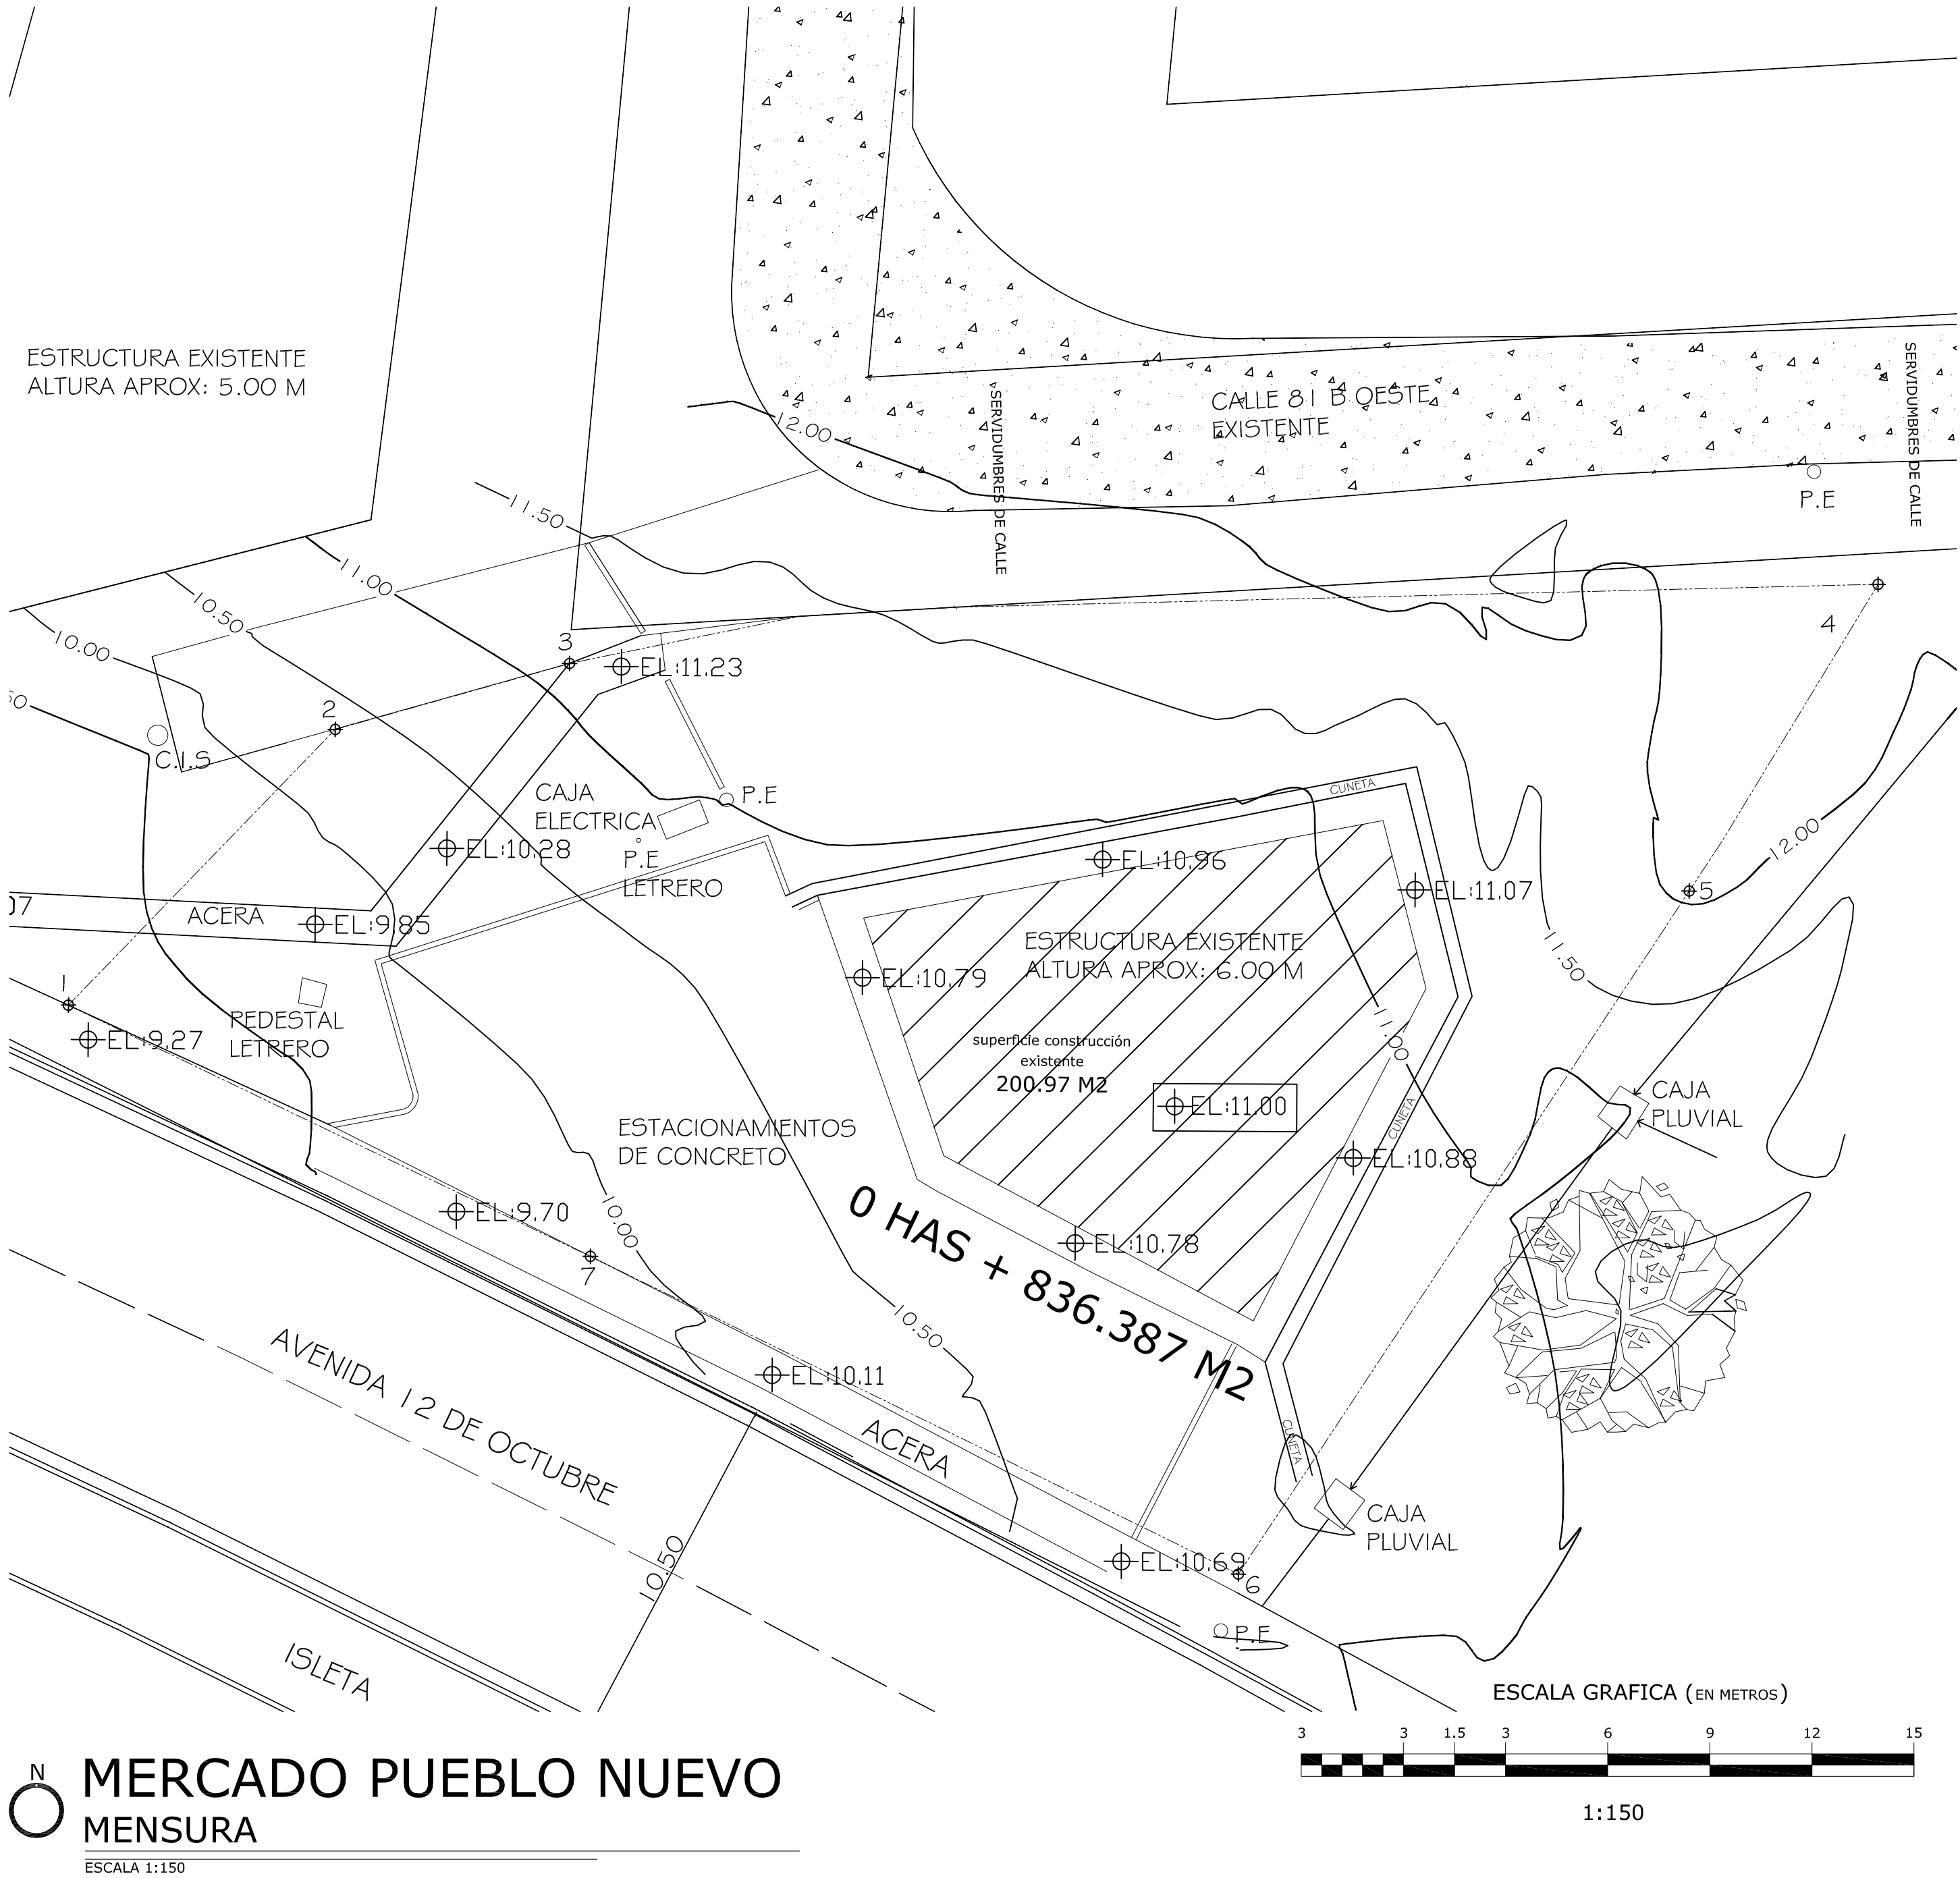 ESTRUCTURA EXISTENTE
ALTURA APROX: 5.00 M
CALLE 81 B OESTE
EXISTENTE
SERVIDUMBRES DE CALLE
SERVIDUMBRES DE CALLE
12.00
P.E
11.50
11.00
10.50
10.00
3
EL:11.23
4
2
C.I.S
CAJA
ELECTRICA
P.E
P.E
LETRERO
CUNETA
EL:10.28
EL:10.96
EL:11.07
12.00
5
ACERA
EL:9.85
ESTRUCTURA EXISTENTE
ALTURA APROX: 6.00 M
11.50
EL:10.79
1
EL:9.27
PEDESTAL
LETRERO
superficie construcción
existente
200.97 M2
11.00
EL:11.00
CAJA
PLUVIAL
CUNETA
ESTACIONAMIENTOS
DE CONCRETO
EL:10.88
EL:9.70
10.00
7
EL:10.78
0 HAS + 836.387 M2
10.50
AVENIDA 12 DE OCTUBRE
EL:10.11
ACERA
CUNETA
CAJA
PLUVIAL
10.50
EL:10.69
6
P.E
ISLETA
ESCALA GRAFICA (EN METROS)
3 3 1.5 3 6 9 12 15
1:150
N
MERCADO PUEBLO NUEVO
MENSURA
ESCALA 1:150